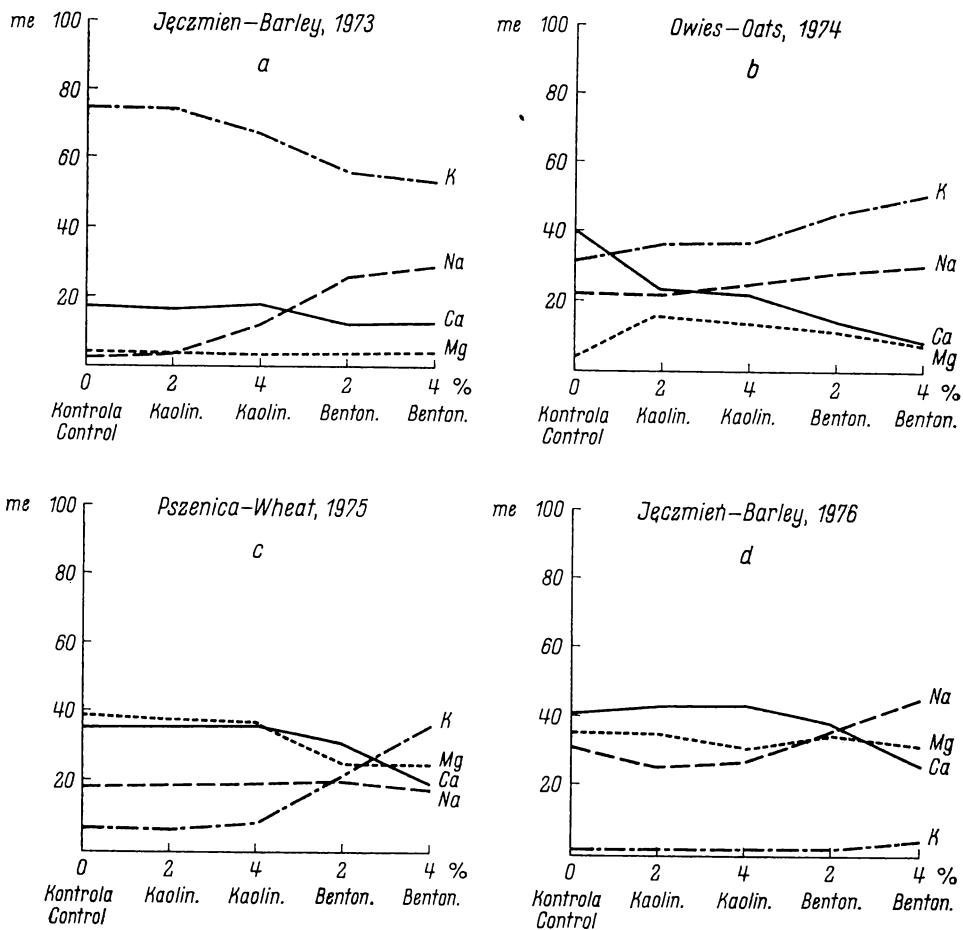 me 100 Jęczmien–Barley, 1973
a
80
60
40
20
K
Na
Ca
Mg
0 2 4 2 4 %
Kontrola Kaolin. Kaolin. Benton. Benton.
Control
me 100 Owies–Oats, 1974
b
80
60
40
20
K
Na
Ca
Mg
0 2 4 2 4 %
Kontrola Kaolin. Kaolin. Benton. Benton.
Control
me 100 Pszenica–Wheat, 1975
c
80
60
40
20
K
Mg
Ca
Na
0 2 4 2 4 %
Kontrola Kaolin. Kaolin. Benton. Benton.
Control
me 100 Jęczmień–Barley, 1976
d
80
60
40
20
Na
Mg
Ca
K
0 2 4 2 4 %
Kontrola Kaolin. Kaolin. Benton. Benton.
Control